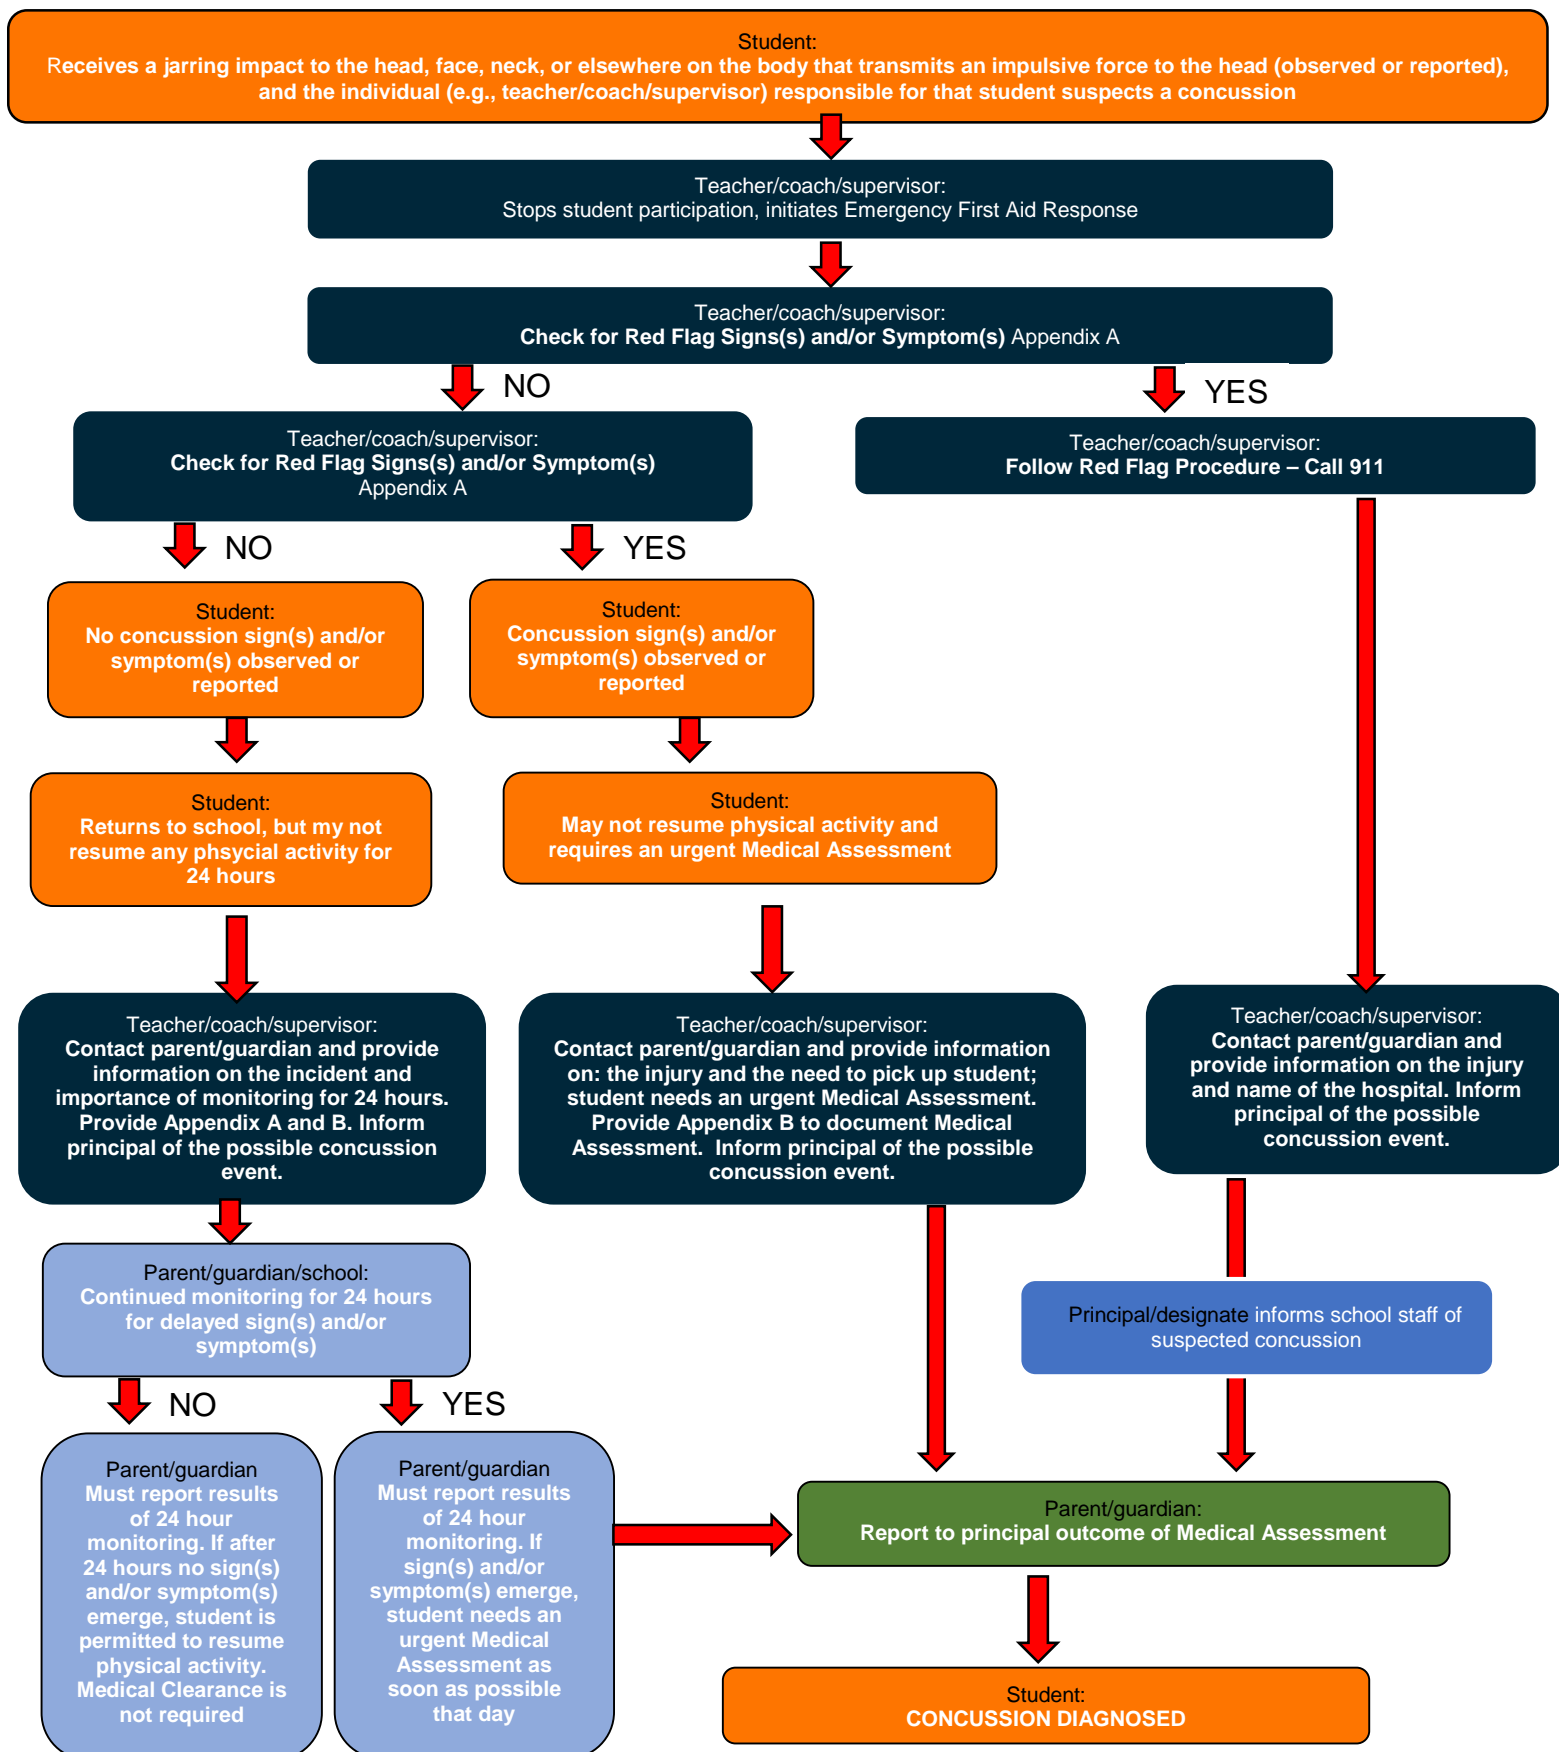 Student:
Receives a jarring impact to the head, face, neck, or elsewhere on the body that transmits an impulsive force to the head (observed or reported),
and the individual (e.g., teacher/coach/supervisor) responsible for that student suspects a concussion
Teacher/coach/supervisor:
Stops student participation, initiates Emergency First Aid Response
Teacher/coach/supervisor:
Check for Red Flag Signs(s) and/or Symptom(s) Appendix A
NO
YES
Teacher/coach/supervisor:
Check for Red Flag Signs(s) and/or Symptom(s)
Appendix A
Teacher/coach/supervisor:
Follow Red Flag Procedure – Call 911
NO
YES
Student:
No concussion sign(s) and/or
symptom(s) observed or
reported
Student:
Concussion sign(s) and/or
symptom(s) observed or
reported
Student:
Returns to school, but my not
resume any phsycial activity for
24 hours
Student:
May not resume physical activity and
requires an urgent Medical Assessment
Teacher/coach/supervisor:
Contact parent/guardian and provide
information on the incident and
importance of monitoring for 24 hours.
Provide Appendix A and B. Inform
principal of the possible concussion
event.
Teacher/coach/supervisor:
Contact parent/guardian and provide information
on: the injury and the need to pick up student;
student needs an urgent Medical Assessment.
Provide Appendix B to document Medical
Assessment.  Inform principal of the possible
concussion event.
Teacher/coach/supervisor:
Contact parent/guardian and
provide information on the injury
and name of the hospital. Inform
principal of the possible
concussion event.
Parent/guardian/school:
Continued monitoring for 24 hours
for delayed sign(s) and/or
symptom(s)
Principal/designate informs school staff of
suspected concussion
NO
YES
Parent/guardian
Must report results
of 24 hour
monitoring. If after
24 hours no sign(s)
and/or symptom(s)
emerge, student is
permitted to resume
physical activity.
Medical Clearance is
not required
Parent/guardian
Must report results
of 24 hour
monitoring. If
sign(s) and/or
symptom(s) emerge,
student needs an
urgent Medical
Assessment as
soon as possible
that day
Parent/guardian:
Report to principal outcome of Medical Assessment
Student:
CONCUSSION DIAGNOSED